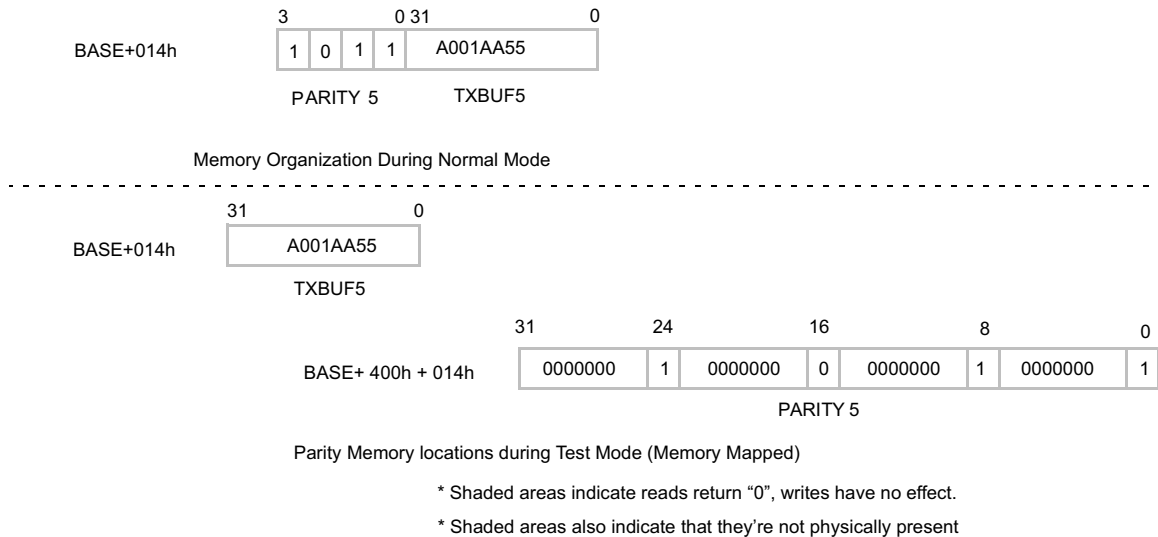 3 0 31 0
BASE+014h 1 0 1 1 A001AA55
PARITY 5 TXBUF5
Memory Organization During Normal Mode
31 0
BASE+014h A001AA55
TXBUF5
31 24 16 8 0
BASE+ 400h + 014h 0000000 1 0000000 0 0000000 1 0000000 1
PARITY 5
Parity Memory locations during Test Mode (Memory Mapped)
* Shaded areas indicate reads return “0”, writes have no effect.
* Shaded areas also indicate that they're not physically present